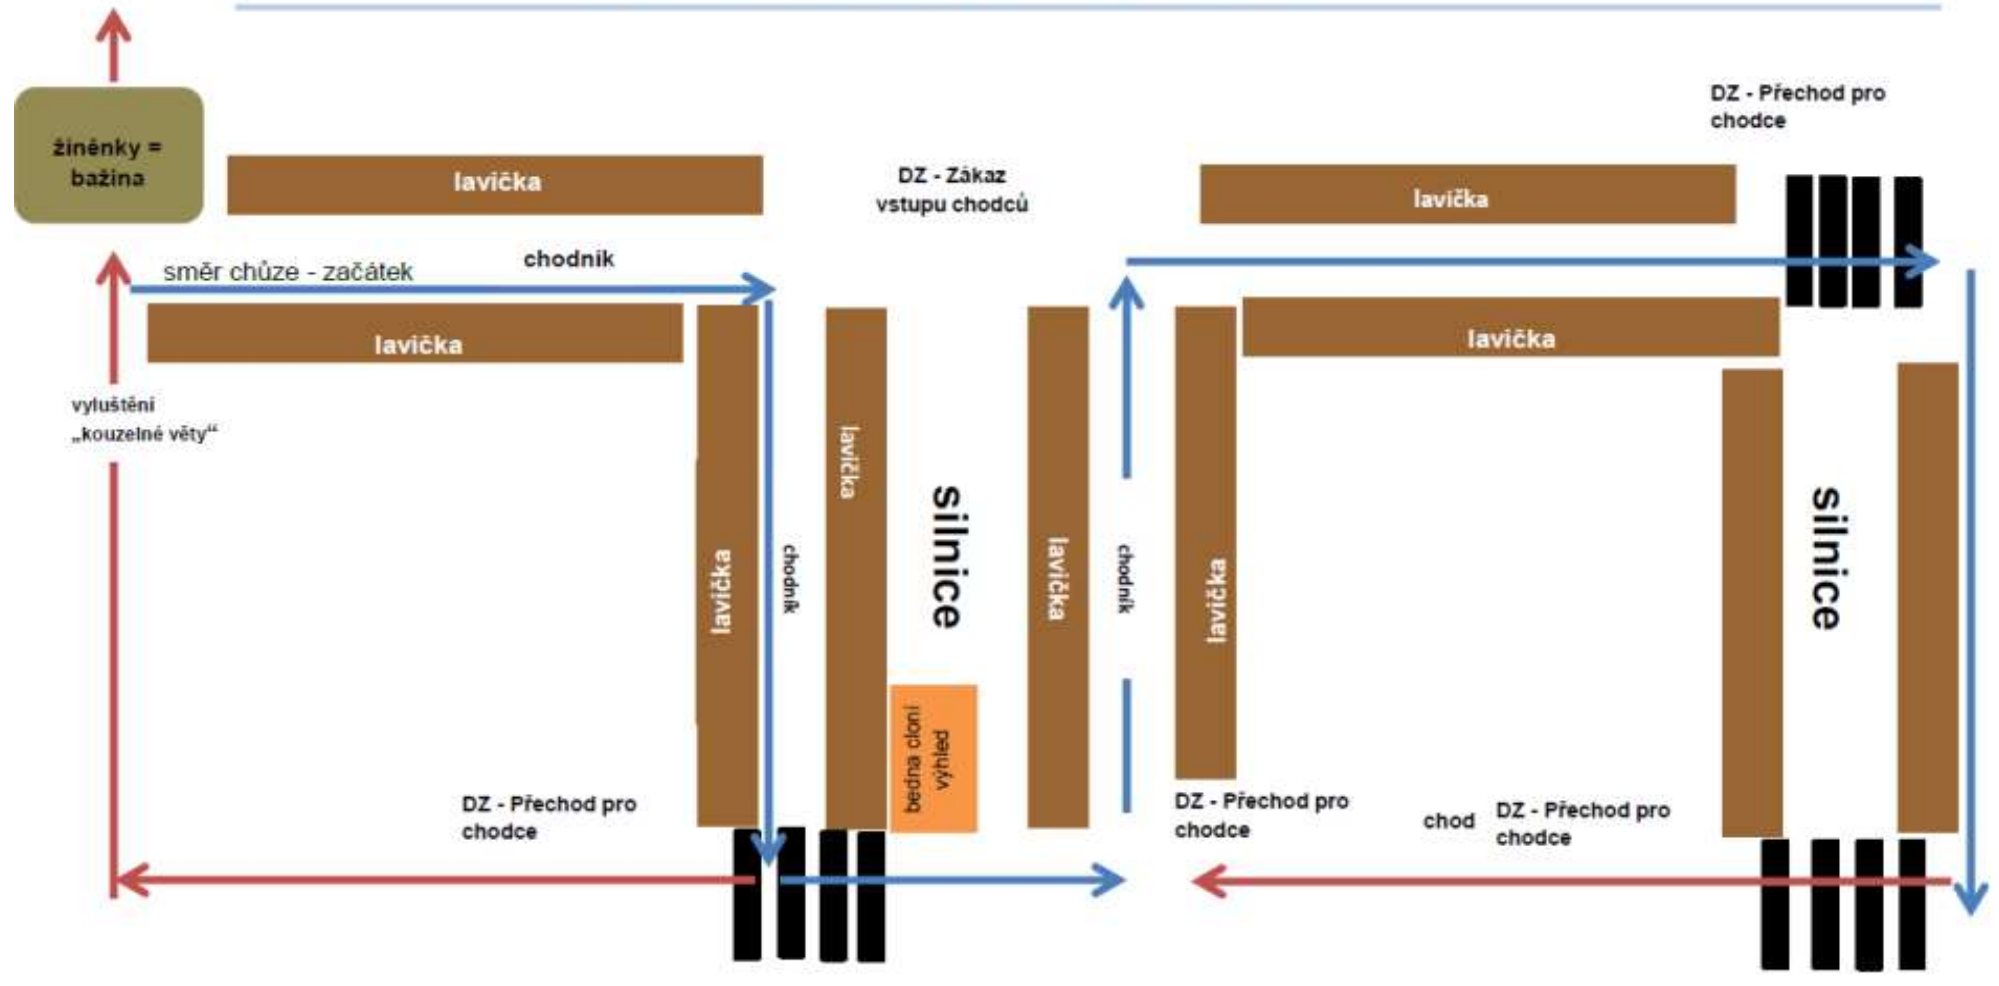 DZ - Přechod pro
chodce
žíněnky =
bažina
lavička
DZ - Zákaz
vstupu chodců
lavička
směr chůze - začátek
chodník
lavička
lavička
vyluštění
„kouzelné věty“
lavička
silnice
silnice
lavička
chodník
lavička
chodník
lavička
bedna cloní
výhled
DZ - Přechod pro
chodce
DZ - Přechod pro
chodce
chod
DZ - Přechod pro
chodce